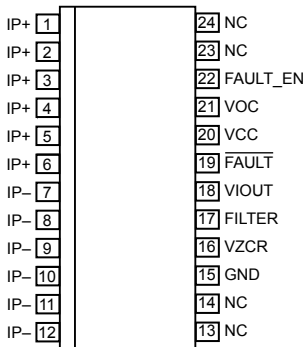 IP+ 1
IP+ 2
IP+ 3
IP+ 4
IP+ 5
IP+ 6
IP– 7
IP– 8
IP– 9
IP– 10
IP– 11
IP– 12
24 NC
23 NC
22 FAULT_EN
21 VOC
20 VCC
19 FAULT
18 VIOUT
17 FILTER
16 VZCR
15 GND
14 NC
13 NC